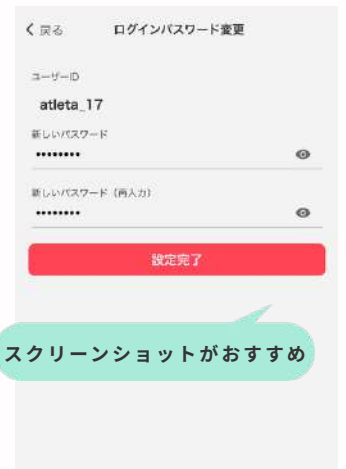 戻る ログインパスワード変更
ユーザーID
atleta_17
新しいパスワード
••••••••
新しいパスワード（再入力）
••••••••
設定完了
スクリーンショットがおすすめ